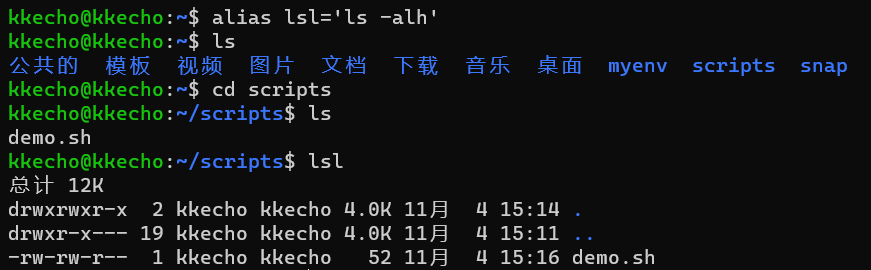 kkecho@kkecho:~$ alias lsl='ls -alh'
kkecho@kkecho:~$ ls
公共的 模板 视频 图片 文档 下载 音乐 桌面 myenv scripts snap
kkecho@kkecho:~$ cd scripts
kkecho@kkecho:~/scripts$ ls
demo.sh
kkecho@kkecho:~/scripts$ lsl
总计 12K
drwxrwxr-x  2 kkecho kkecho 4.0K 11月  4 15:14 .
drwxr-x--- 19 kkecho kkecho 4.0K 11月  4 15:11 ..
-rw-rw-r--  1 kkecho kkecho   52 11月  4 15:16 demo.sh